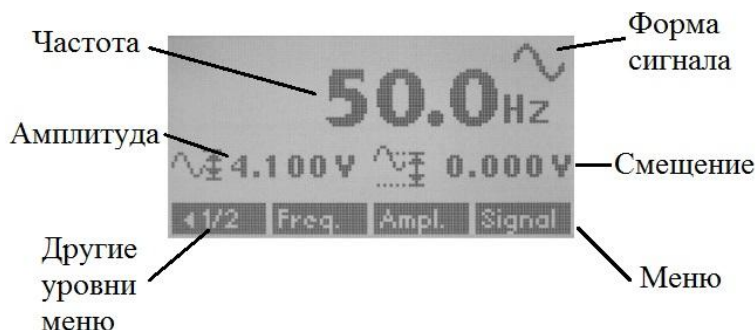 Частота
Форма
сигнала
50.0Hz
Амплитуда
4.100V
0.000V
Смещение
1/2
Freq.
Ampl.
Signal
Другие
уровни
меню
Меню